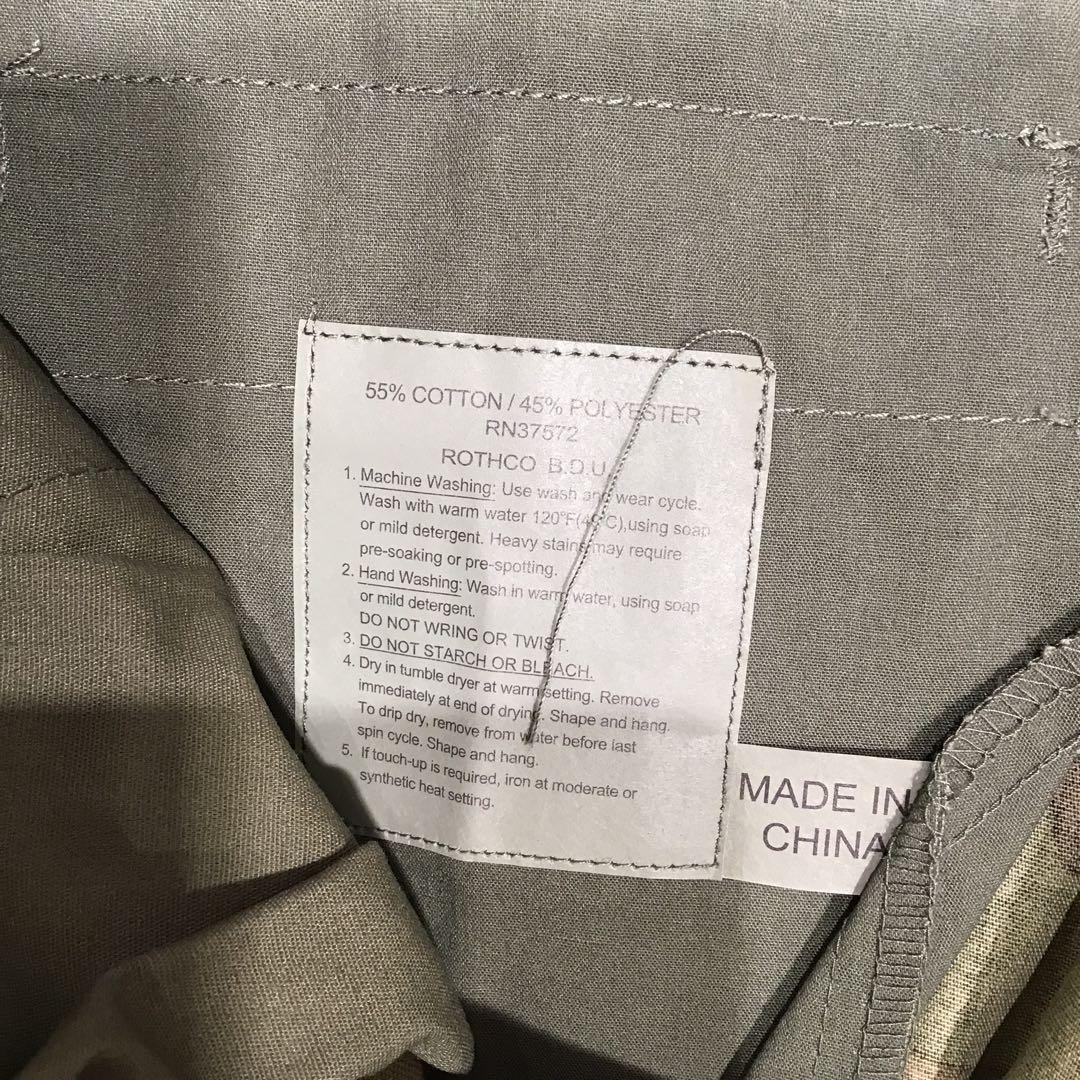 55% COTTON / 45% POLYESTER
RN37572
ROTHCO B.D.U.
1. Machine Washing: Use wash and wear cycle.
Wash with warm water 120°F(49°C),using soap
or mild detergent. Heavy stains may require
pre-soaking or pre-spotting.
2. Hand Washing: Wash in warm water, using soap
or mild detergent.
DO NOT WRING OR TWIST.
3. DO NOT STARCH OR BLEACH.
4. Dry in tumble dryer at warm setting. Remove
immediately at end of drying. Shape and hang.
To drip dry, remove from water before last
spin cycle. Shape and hang.
5. If touch-up is required, iron at moderate or
synthetic heat setting.
MADE IN
CHINA